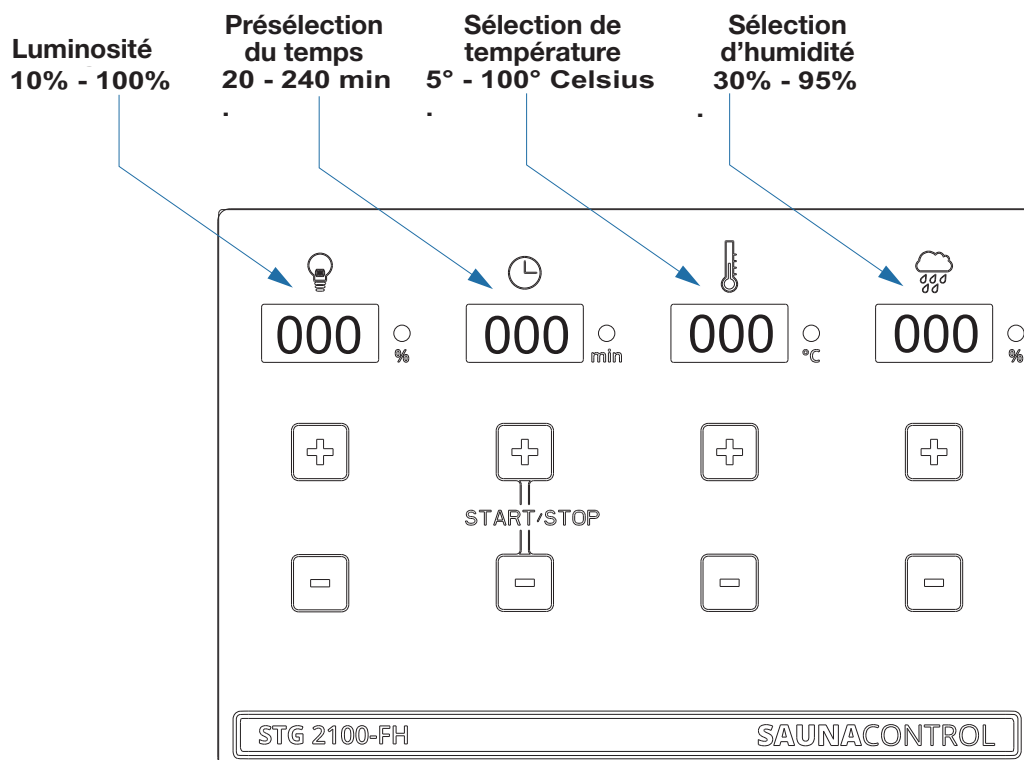 Luminosité
10% - 100%
Présélection
du temps
20 - 240 min
.
Sélection de
température
5° - 100° Celsius
.
Sélection
d’humidité
30% - 95%
.
000 %
000 min
000 °C
000 %
START/STOP
STG 2100-FH
SAUNACONTROL